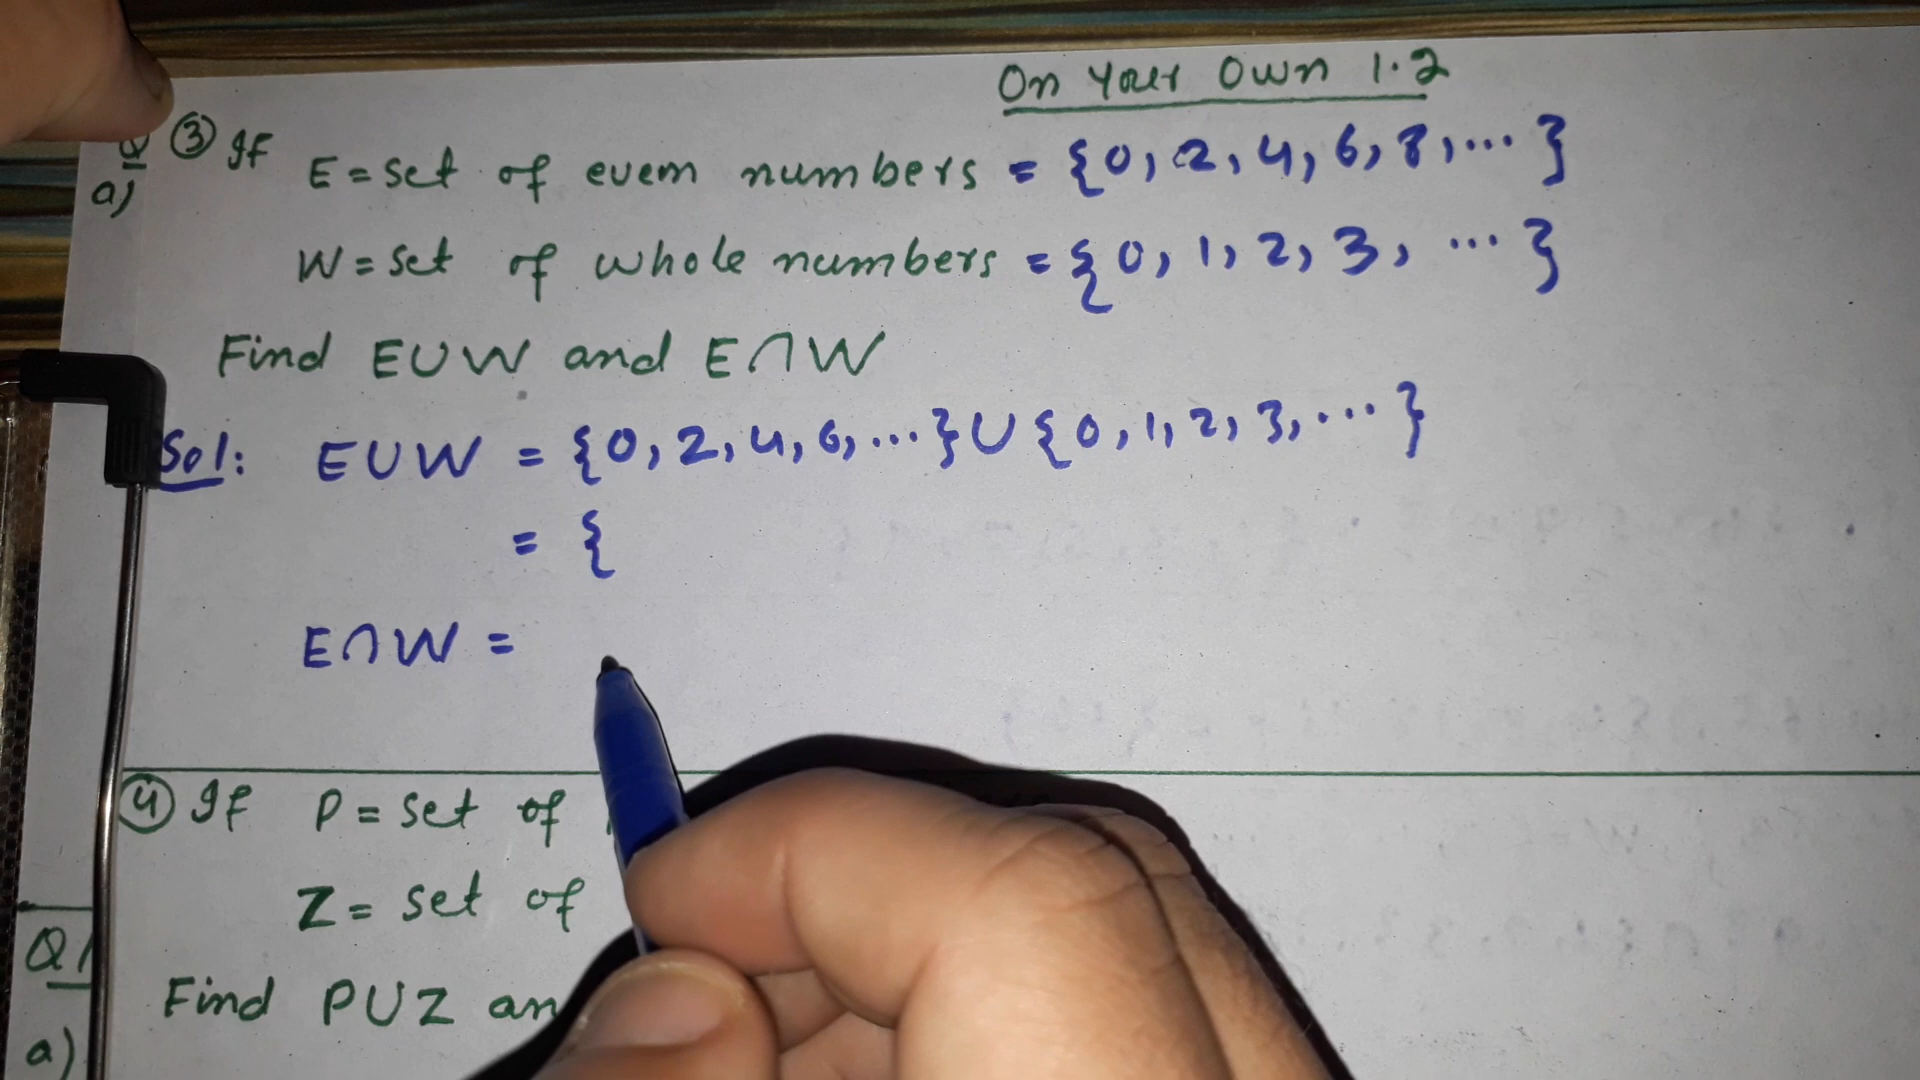 On Your Own 1.2
Q ③ If E = set of even numbers = {0, 2, 4, 6, 8, ... }
a)
W = set of whole numbers = {0, 1, 2, 3, ... }
Find E∪W and E∩W
Sol: E∪W = {0, 2, 4, 6, ...} ∪ {0, 1, 2, 3, ... }
= {
E∩W =
④ If P = set of
Z = set of
Q1
Find P∪Z an
a)